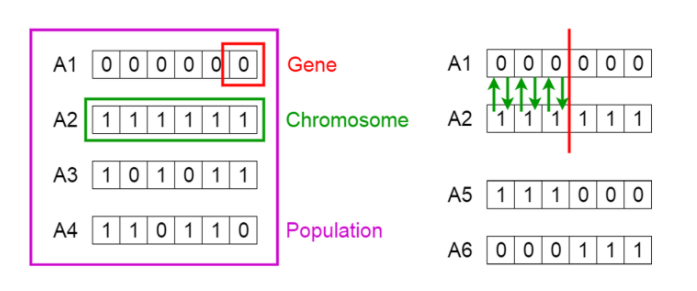 A1 0 0 0 0 0 0 Gene
A2 1 1 1 1 1 1 Chromosome
A3 1 0 1 0 1 1
A4 1 1 0 1 1 0 Population
A1 0 0 0 0 0 0
A2 1 1 1 1 1 1
A5 1 1 1 0 0 0
A6 0 0 0 1 1 1